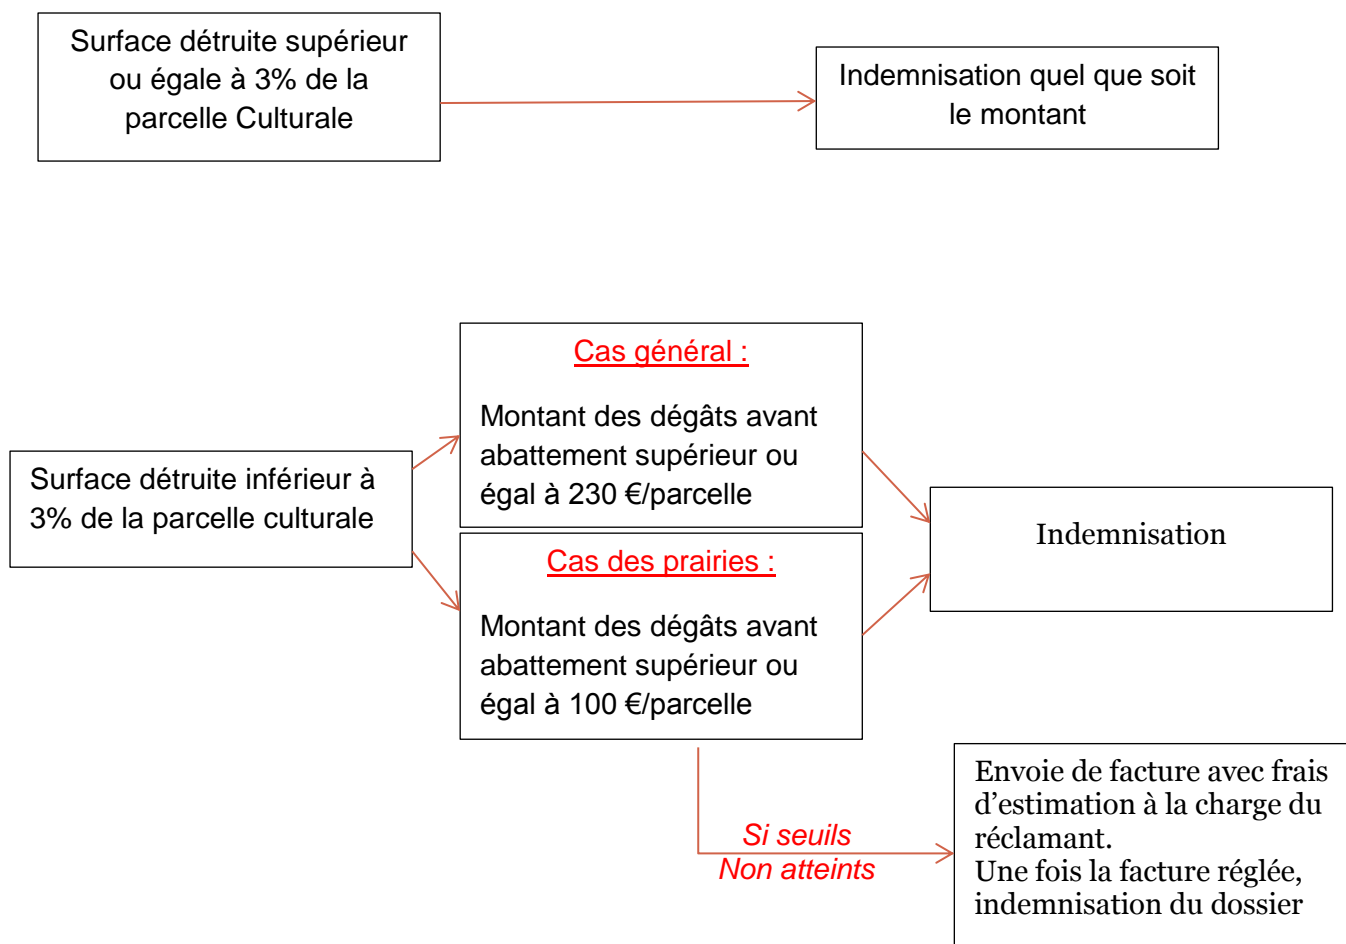 Surface détruite supérieur
ou égale à 3% de la
parcelle Culturale
Indemnisation quel que soit
le montant
Cas général :
Montant des dégâts avant
abattement supérieur ou
égal à 230 €/parcelle
Surface détruite inférieur à
3% de la parcelle culturale
Indemnisation
Cas des prairies :
Montant des dégâts avant
abattement supérieur ou
égal à 100 €/parcelle
Si seuils
Non atteints
Envoie de facture avec frais
d’estimation à la charge du
réclamant.
Une fois la facture réglée,
indemnisation du dossier